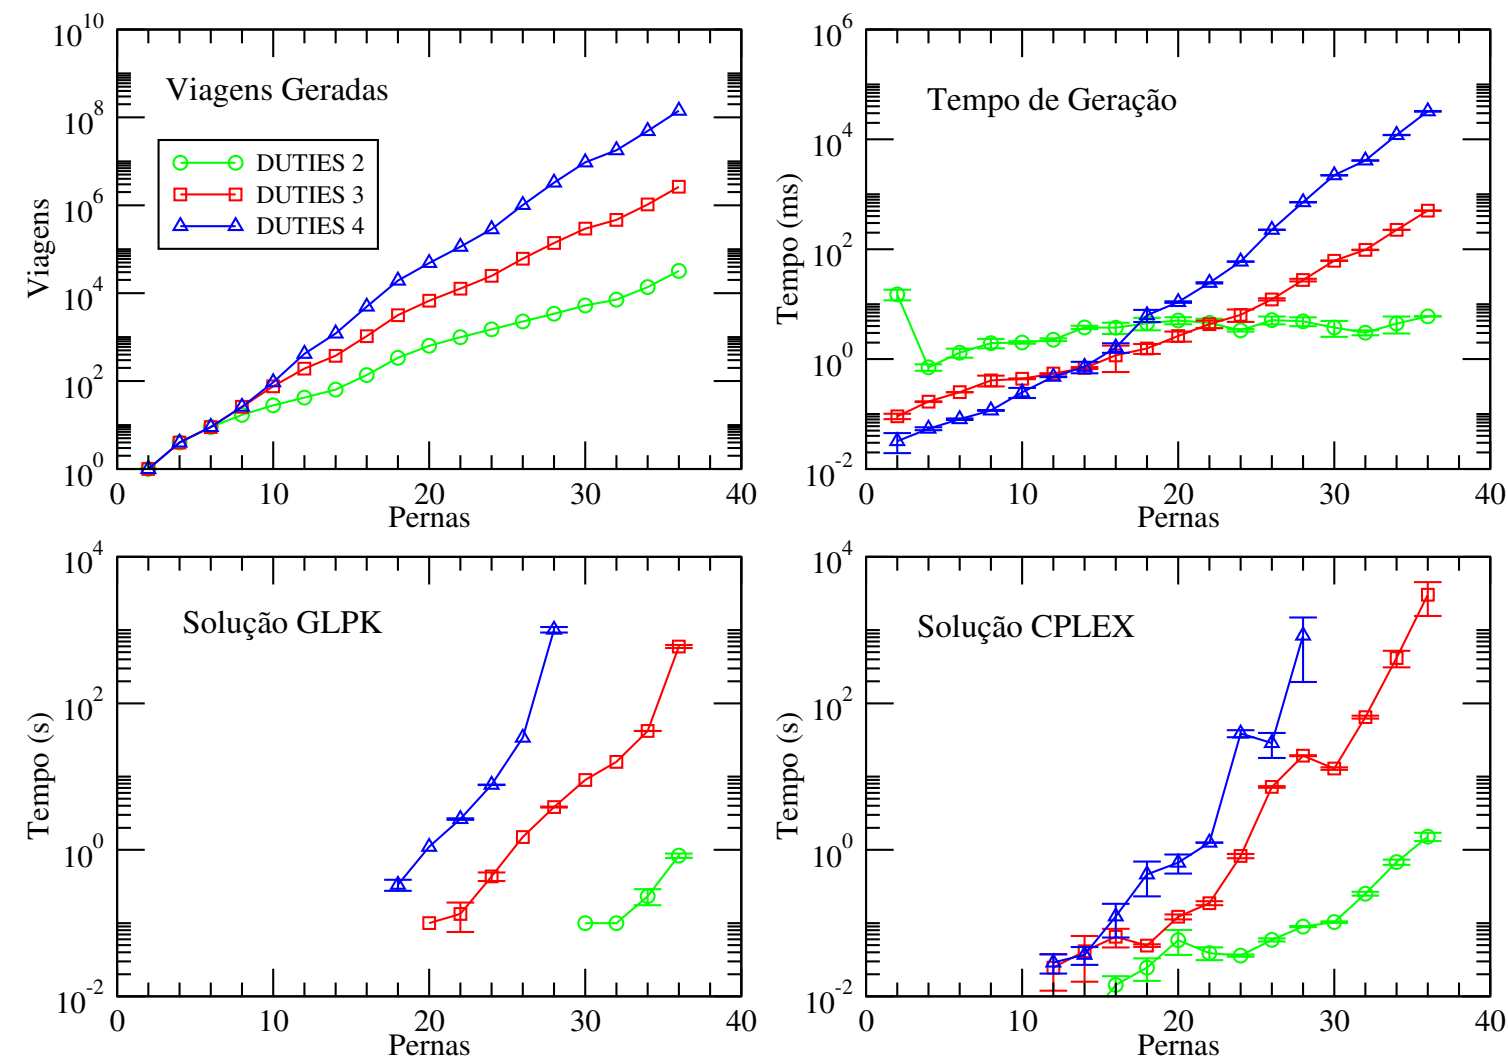 Viagens Geradas
DUTIES 2
DUTIES 3
DUTIES 4
Viagens
10^10
10^8
10^6
10^4
10^2
10^0
0 10 20 30 40
Pernas
Tempo de Geração
Tempo (ms)
10^6
10^4
10^2
10^0
10^-2
0 10 20 30 40
Pernas
Solução GLPK
Tempo (s)
10^4
10^2
10^0
10^-2
0 10 20 30 40
Pernas
Solução CPLEX
Tempo (s)
10^4
10^2
10^0
10^-2
0 10 20 30 40
Pernas